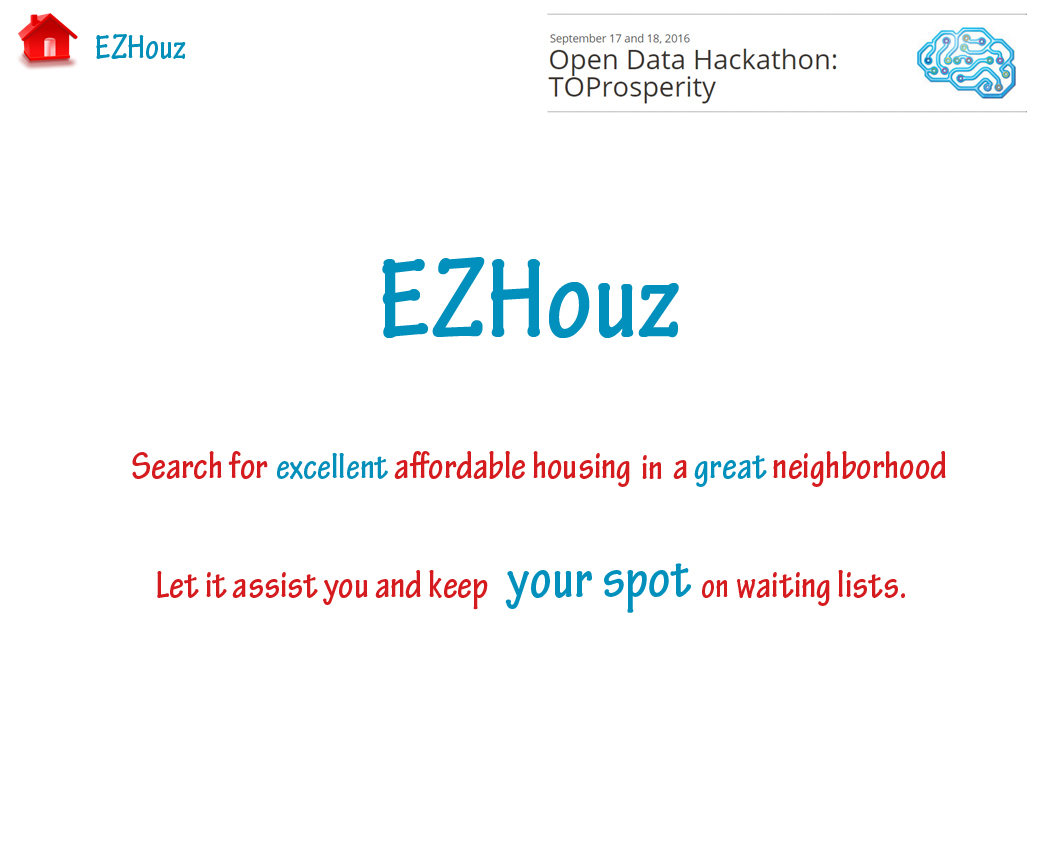 EZHouz
September 17 and 18, 2016
Open Data Hackathon:
TOProsperity
EZHouz
Search for excellent affordable housing in a great neighborhood
Let it assist you and keep your spot on waiting lists.